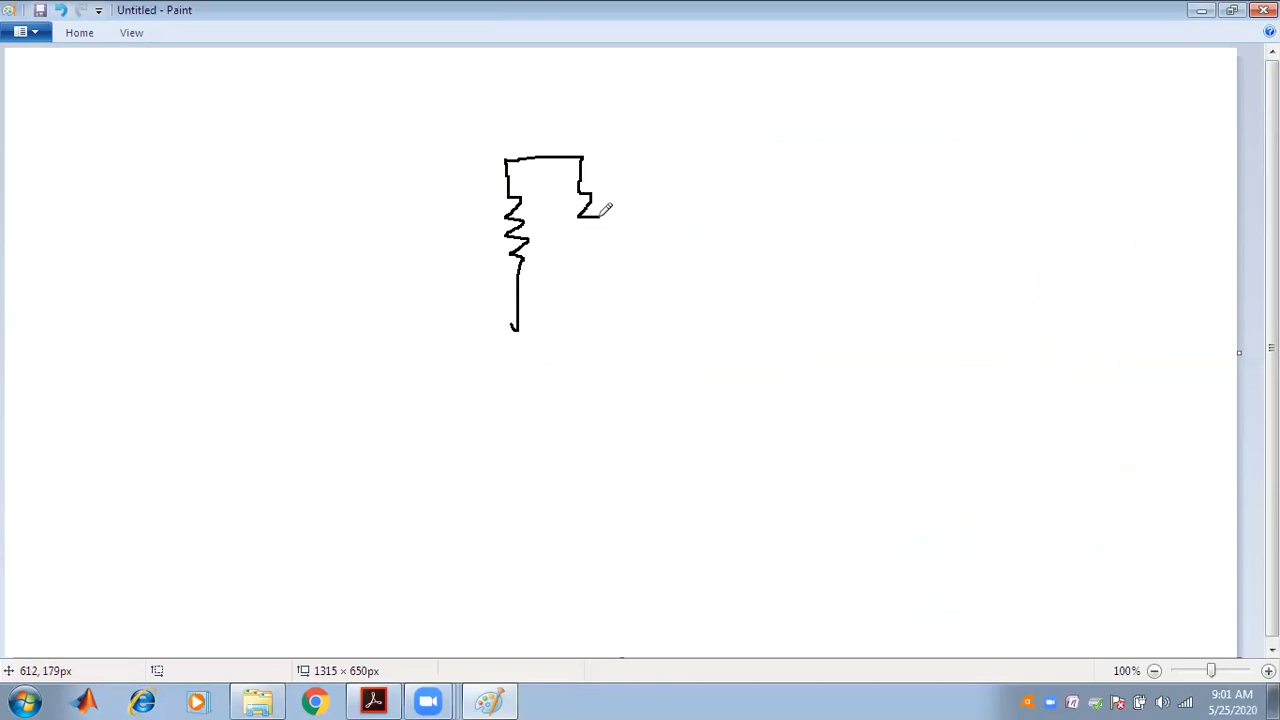 Untitled - Paint
Home View
612, 179px 1315 × 650px 100%
9:01 AM
5/25/2020